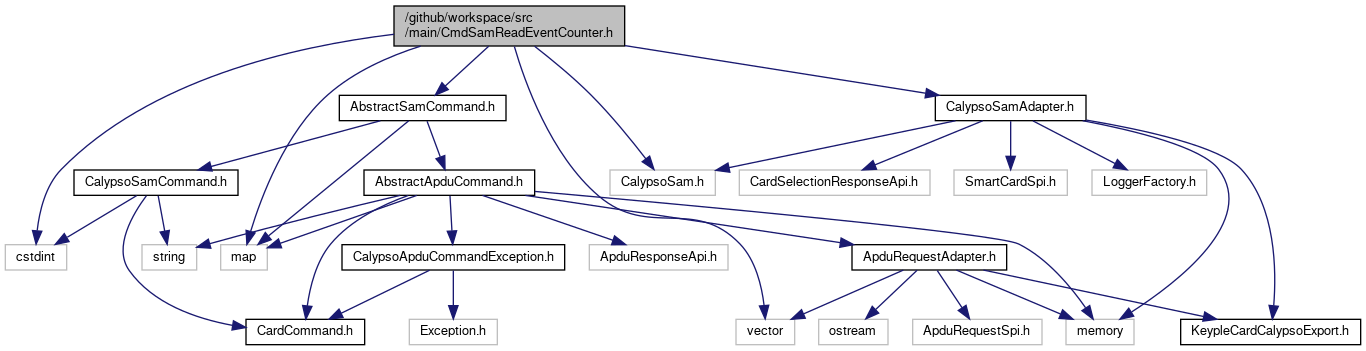 /github/workspace/src
/main/CmdSamReadEventCounter.h
AbstractSamCommand.h
CalypsoSamAdapter.h
CalypsoSamCommand.h
AbstractApduCommand.h
CalypsoSam.h
CardSelectionResponseApi.h
SmartCardSpi.h
LoggerFactory.h
cstdint
string
map
CalypsoApduCommandException.h
ApduResponseApi.h
ApduRequestAdapter.h
CardCommand.h
Exception.h
vector
ostream
ApduRequestSpi.h
memory
KeypleCardCalypsoExport.h